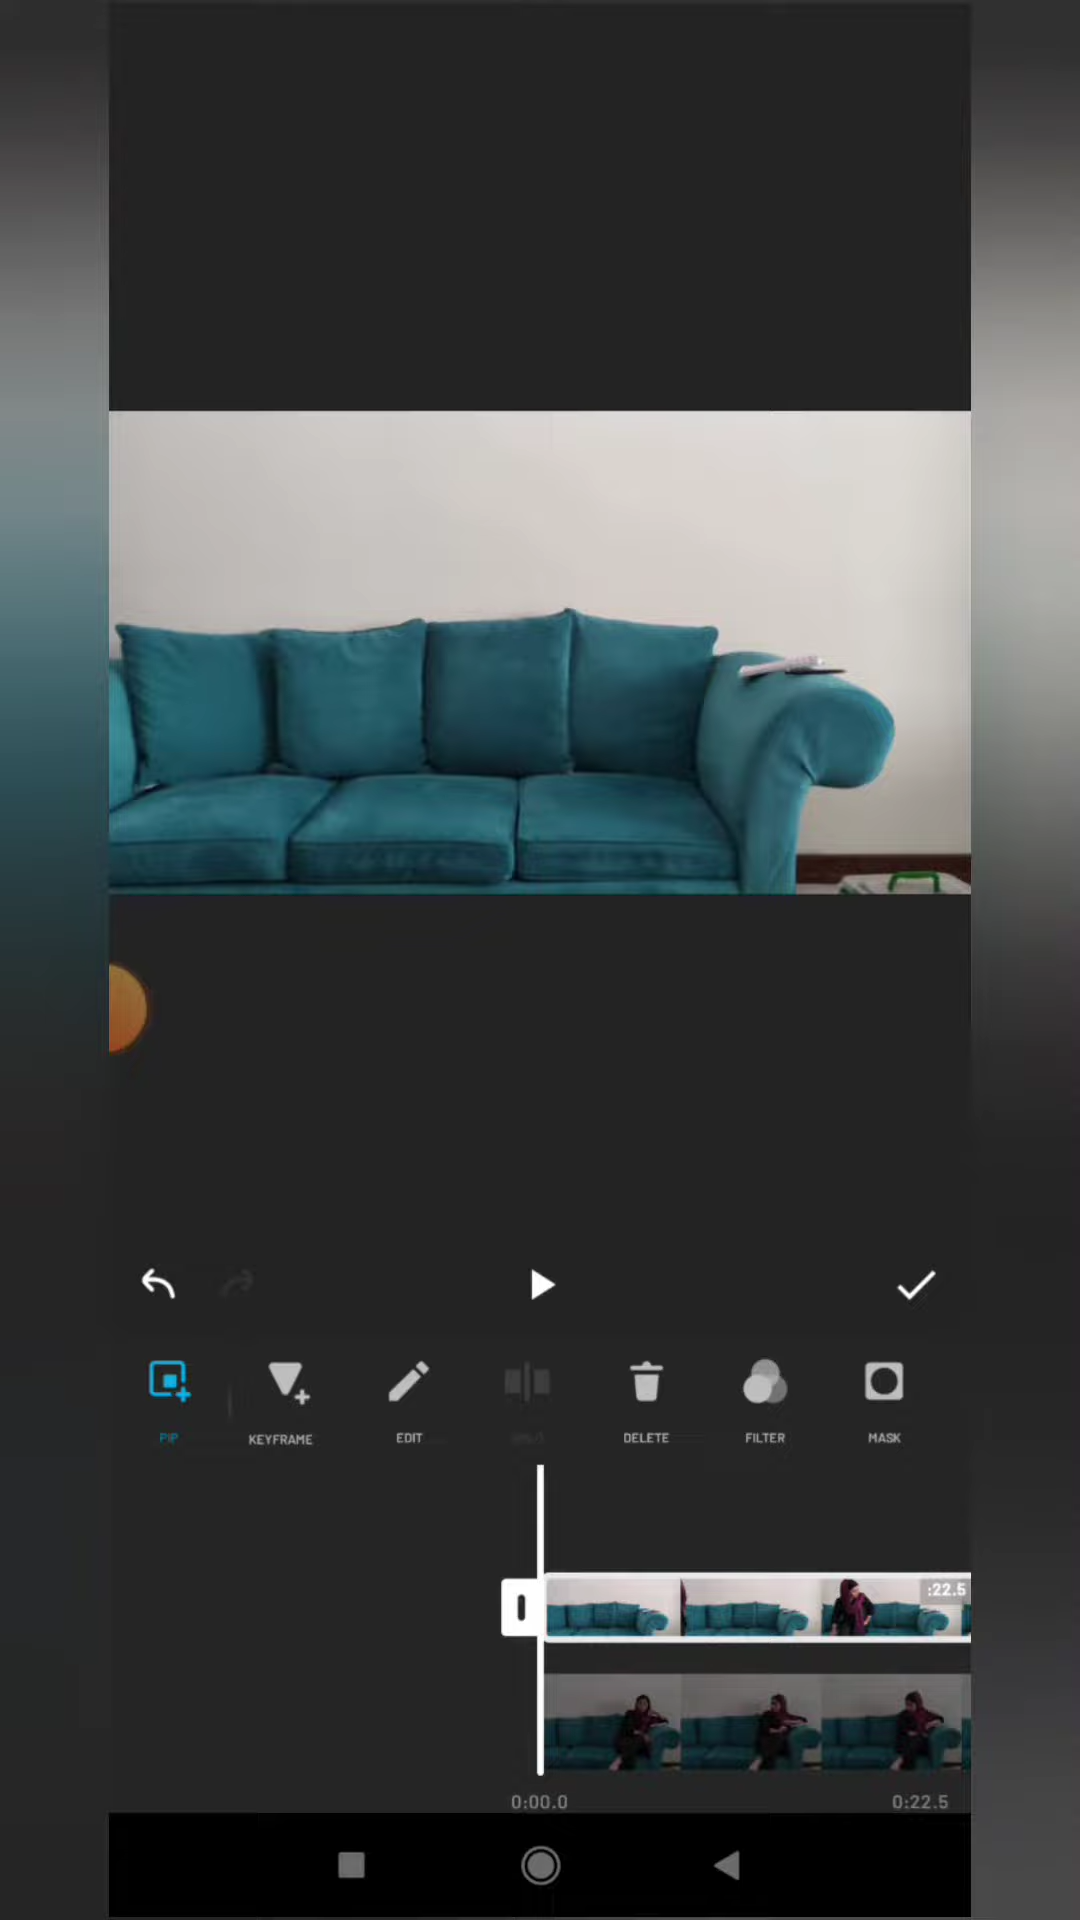 PIP
KEYFRAME
EDIT
DELETE
FILTER
MASK
:22.5
0:00.0
0:22.5